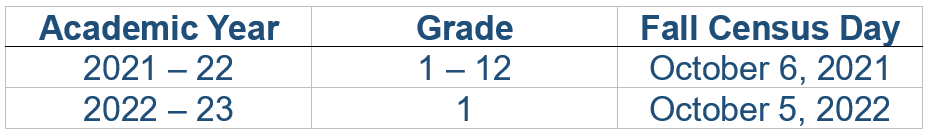 Academic Year Grade Fall Census Day
2021 – 22 1 – 12 October 6, 2021
2022 – 23 1 October 5, 2022